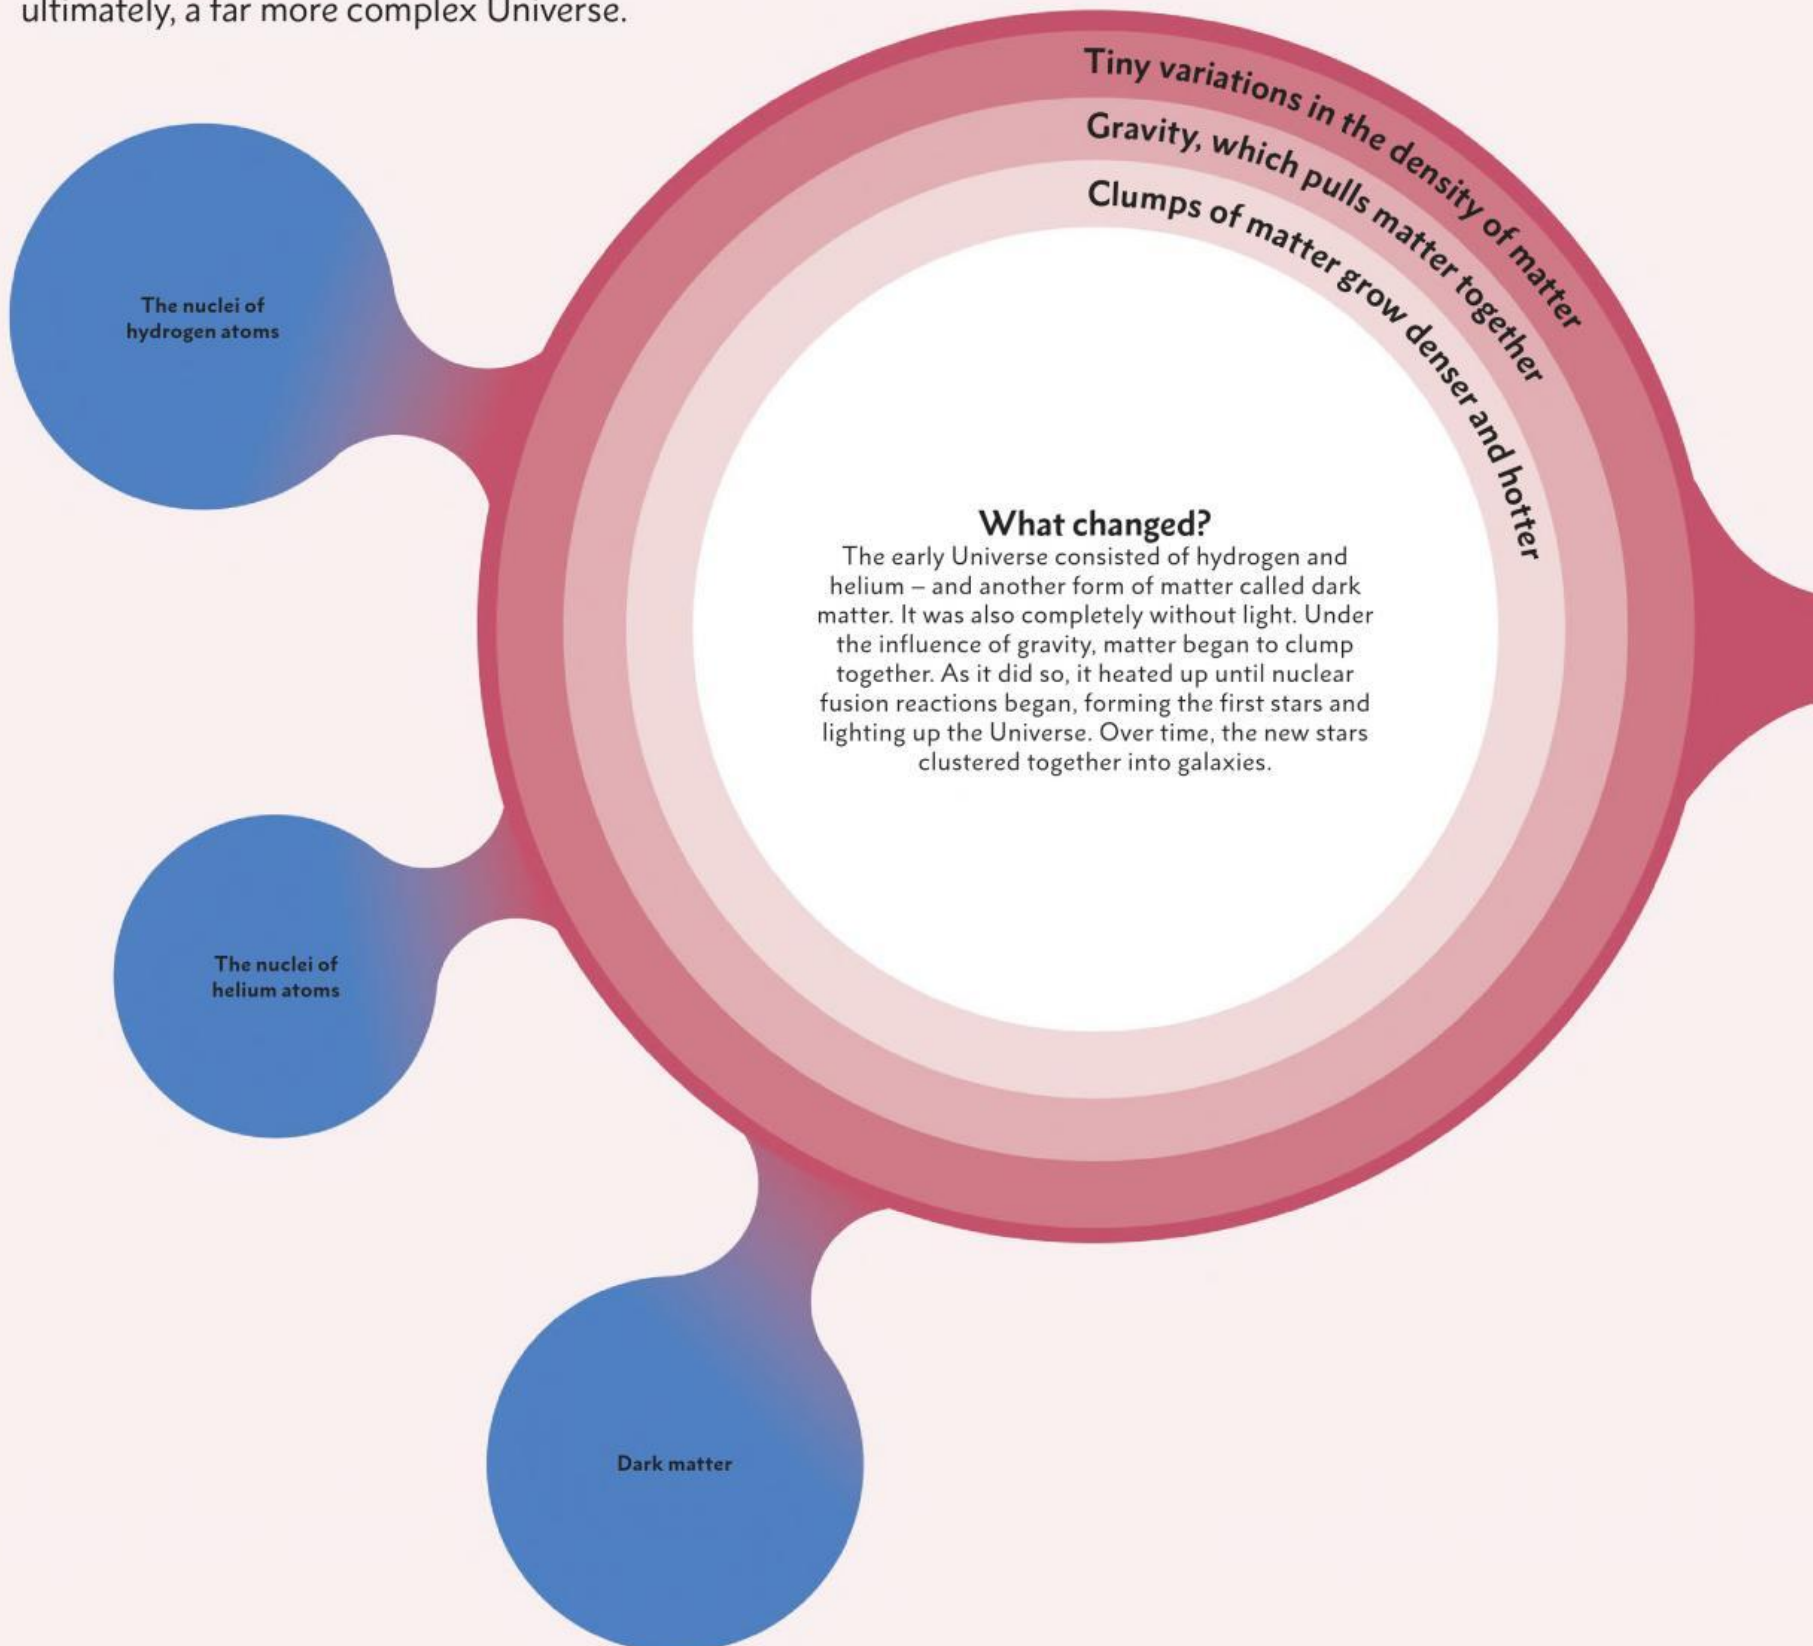 ultimately, a far more complex Universe.
Tiny variations in the density of matter
Gravity, which pulls matter together
Clumps of matter grow denser and hotter
The nuclei of
hydrogen atoms
What changed?
The early Universe consisted of hydrogen and
helium – and another form of matter called dark
matter. It was also completely without light. Under
the influence of gravity, matter began to clump
together. As it did so, it heated up until nuclear
fusion reactions began, forming the first stars and
lighting up the Universe. Over time, the new stars
clustered together into galaxies.
The nuclei of
helium atoms
Dark matter